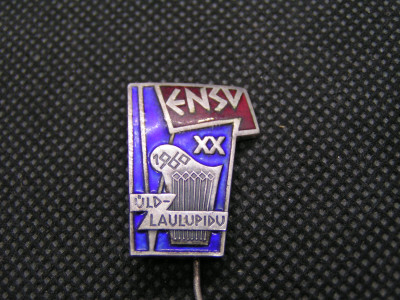 ENSV
XX
1960
ÜLD-
LAULUPIDU